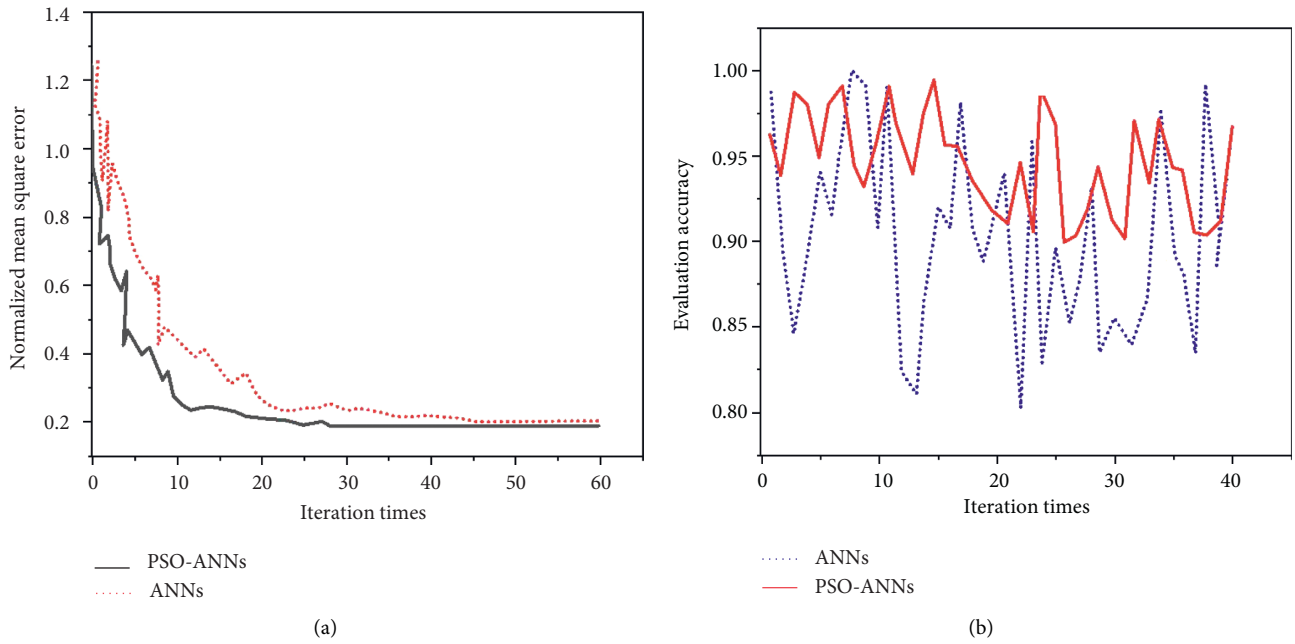 Normalized mean square error
1.4
1.2
1.0
0.8
0.6
0.4
0.2
0 10 20 30 40 50 60
Iteration times
PSO-ANNs
ANNs
(a)
Evaluation accuracy
1.00
0.95
0.90
0.85
0.80
0 10 20 30 40
Iteration times
ANNs
PSO-ANNs
(b)